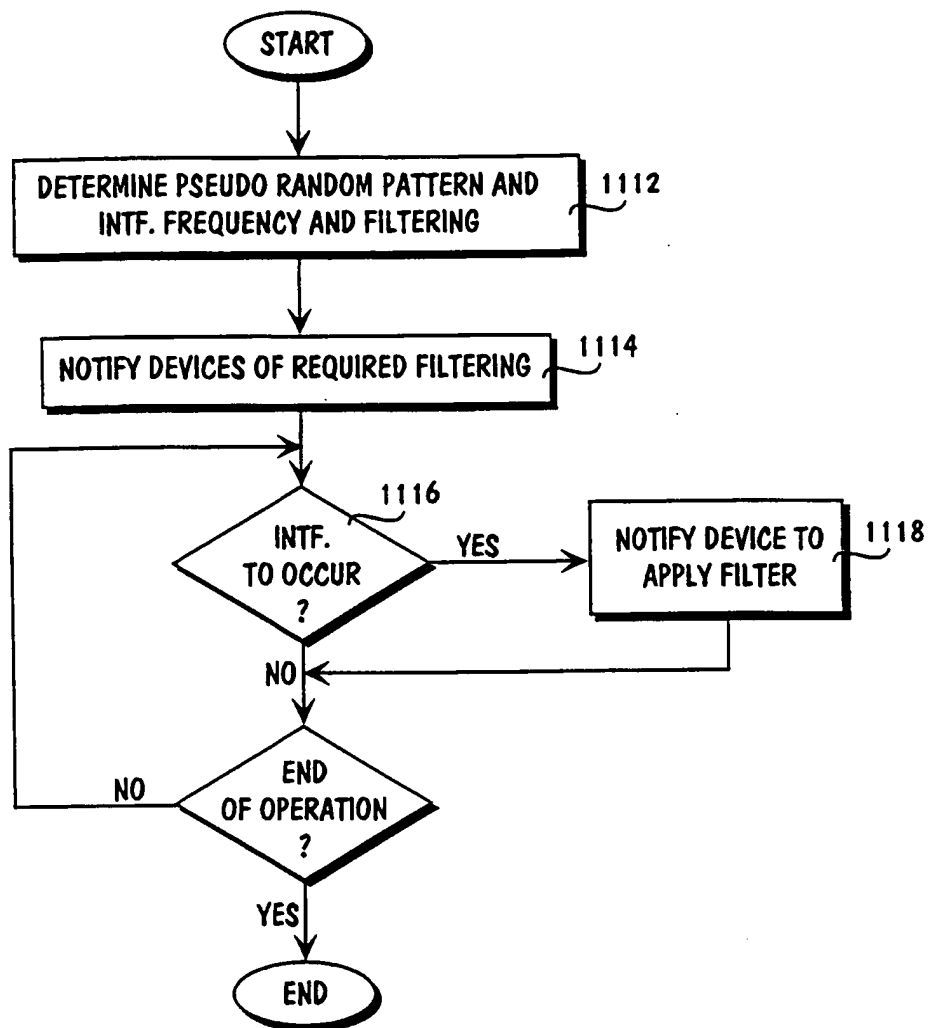 START
DETERMINE PSEUDO RANDOM PATTERN AND
INTF. FREQUENCY AND FILTERING
1112
NOTIFY DEVICES OF REQUIRED FILTERING
1114
1116
INTF.
TO OCCUR
?
YES
NOTIFY DEVICE TO
APPLY FILTER
1118
NO
END
OF OPERATION
?
NO
YES
END